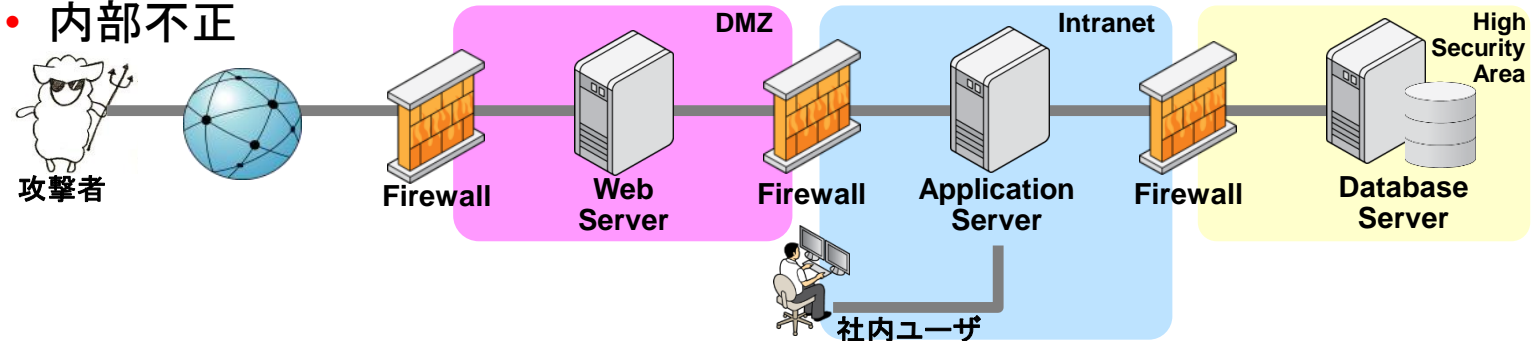 • 内部不正
DMZ
Intranet
High
Security
Area
攻撃者
Firewall
Web
Server
Firewall
Application
Server
Firewall
Database
Server
社内ユーザ